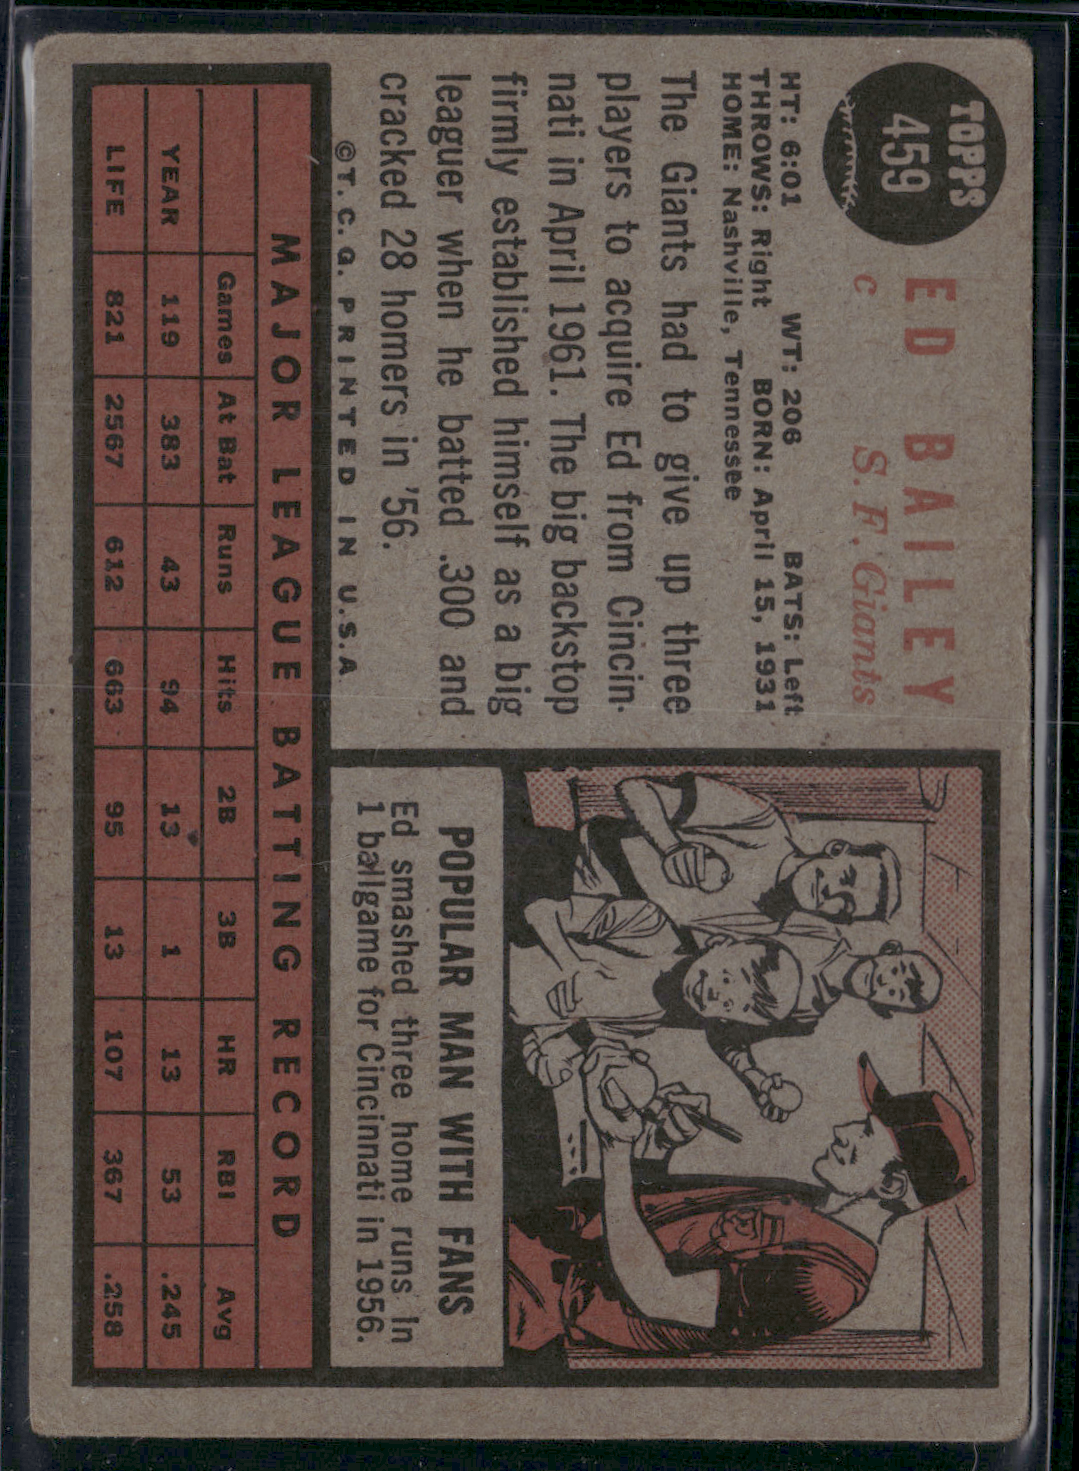 TOPPS
459
ED BAILEY
c S. F. Giants
HT: 6:01 WT: 206 BATS: Left
THROWS: Right BORN: April 15, 1931
HOME: Nashville, Tennessee
The Giants had to give up three
players to acquire Ed from Cincin-
nati in April 1961. The big backstop
firmly established himself as a big
leaguer when he batted .300 and
cracked 28 homers in '56.
©T. C. G. PRINTED IN U.S.A
POPULAR MAN WITH FANS
Ed smashed three home runs in
1 ballgame for Cincinnati in 1956.
MAJOR LEAGUE BATTING RECORD
Games At Bat Runs Hits 2B 3B HR RBI Avg
YEAR 119 383 43 94 13 1 13 53 .245
LIFE 821 2567 612 663 95 13 107 367 .258